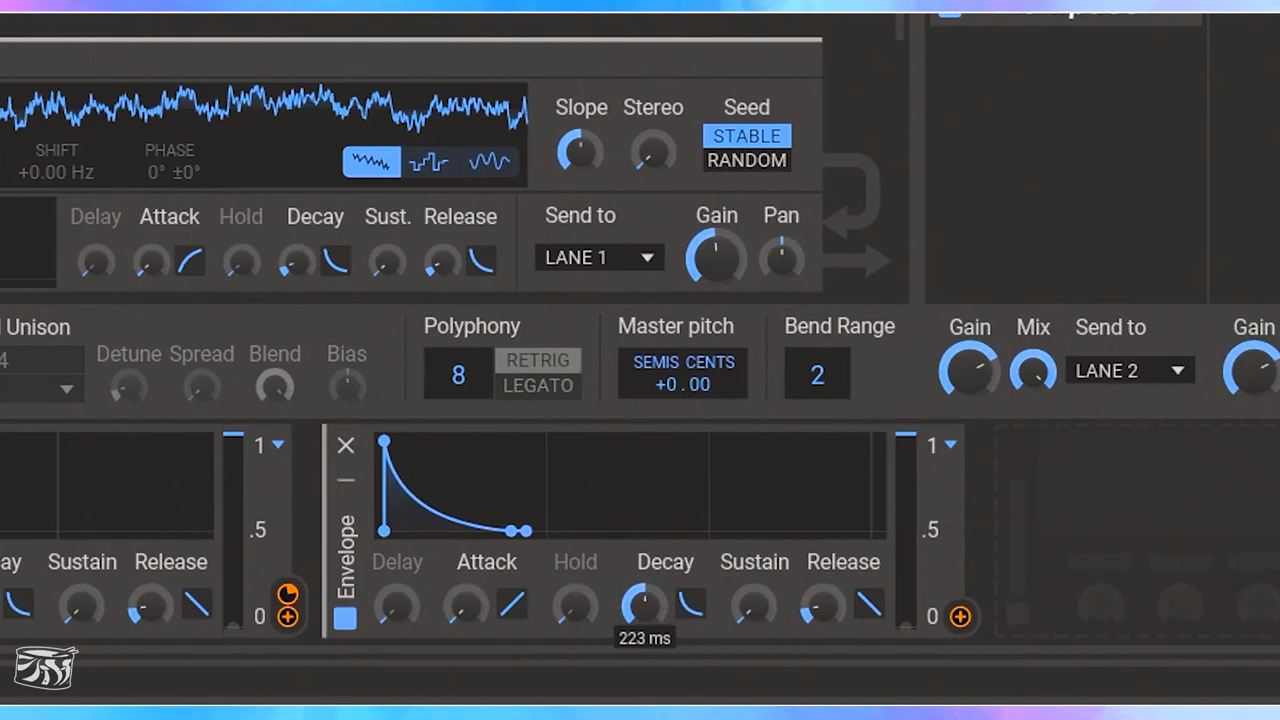 Slope Stereo Seed
STABLE
RANDOM
SHIFT PHASE
+0.00 Hz 0° ±0°
Delay Attack Hold Decay Sust. Release
Send to Gain Pan
LANE 1
Unison
4
Detune Spread Blend Bias
Polyphony
8
RETRIG
LEGATO
Master pitch
SEMIS CENTS
+0.00
Bend Range
2
Gain Mix Send to Gain
LANE 2
1
.5
0
ay Sustain Release
Envelope
1
.5
0
Delay Attack Hold Decay Sustain Release
223 ms